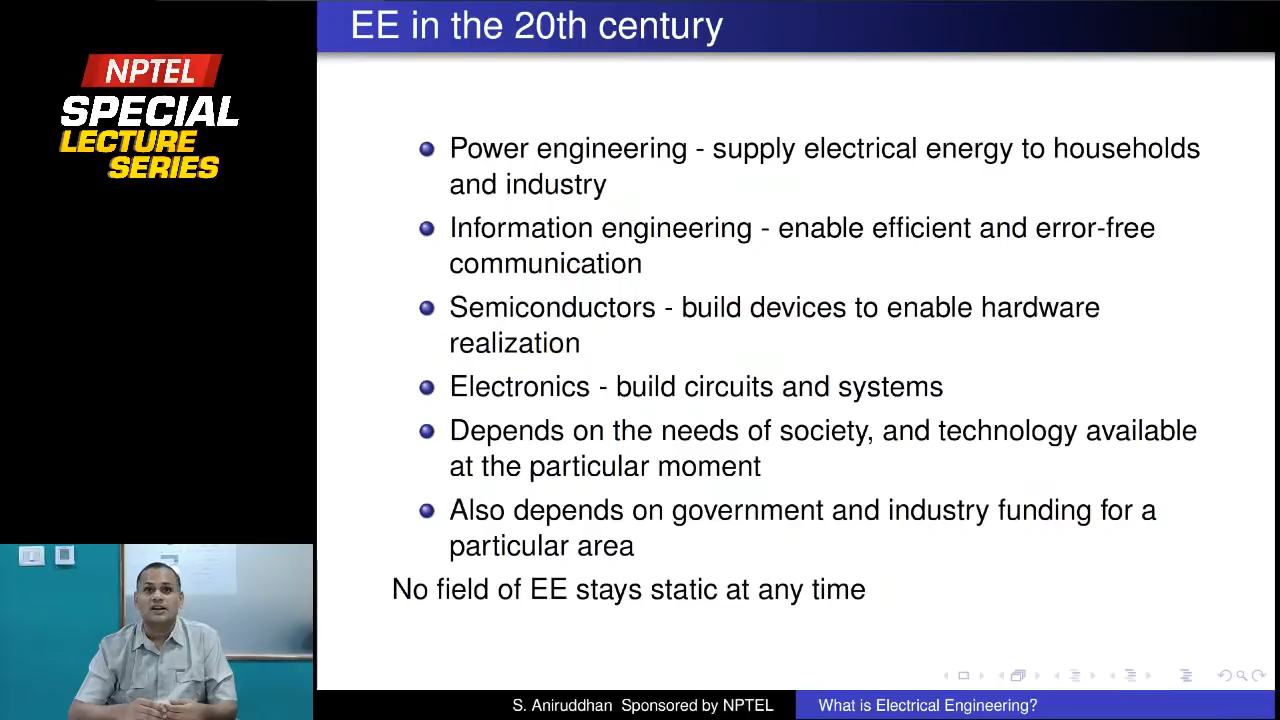 EE in the 20th century
NPTEL
SPECIAL
LECTURE
SERIES
Power engineering - supply electrical energy to households
and industry
Information engineering - enable efficient and error-free
communication
Semiconductors - build devices to enable hardware
realization
Electronics - build circuits and systems
Depends on the needs of society, and technology available
at the particular moment
Also depends on government and industry funding for a
particular area
No field of EE stays static at any time
S. Aniruddhan Sponsored by NPTEL
What is Electrical Engineering?